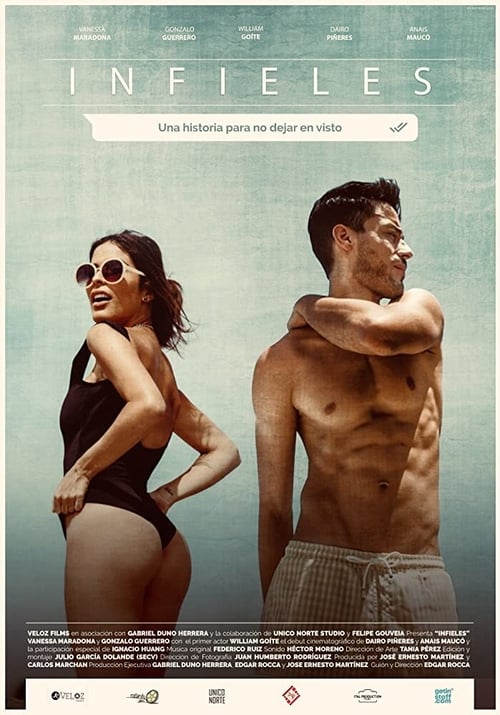 VANESSA MARADONA
GONZALO GUERRERO
WILLIAM GOITE
DAIRO PIÑERES
ANAIS MAUCÓ
INFIELES
Una historia para no dejar en visto
VELOZ FILMS en asociación con GABRIEL DUNO HERRERA y la colaboración de UNICO NORTE STUDIO y FELIPE GOUVEIA Presenta "INFIELES"
VANESSA MARADONA y GONZALO GUERRERO con el primer actor WILLIAM GOÍTE el debut cinematográfico de DAIRO PIÑERES y ANAIS MAUCÓ y
la participación especial de IGNACIO HUANG Música original FEDERICO RUIZ Sonido HÉCTOR MORENO Dirección de Arte TANIA PÉREZ Edición y
montaje JULIO GARCÍA DOLANDE (SECV) Dirección de Fotografía JUAN HUMBERTO RODRÍGUEZ Producida por JOSÉ ERNESTO MARTÍNEZ y
CARLOS MARCHAN Producción Ejecutiva GABRIEL DUNO HERRERA, EDGAR ROCCA y JOSE ERNESTO MARTÍNEZ Guión y Dirección EDGAR ROCCA
VELOZ
UNICO NORTE
getin' staff.com